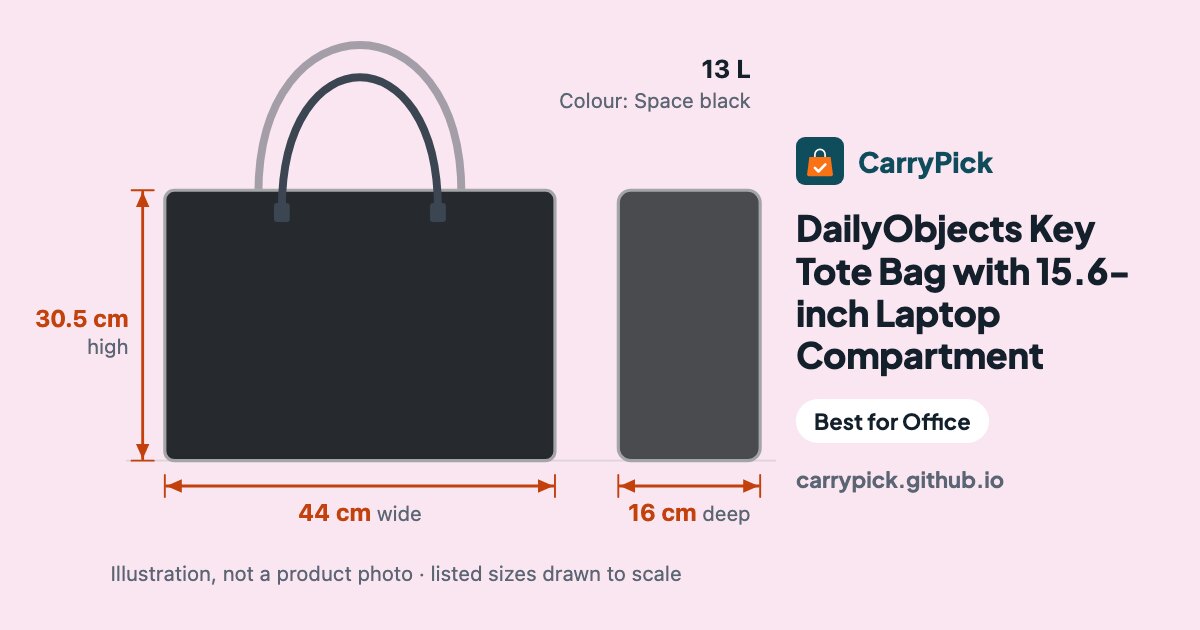 13 L
Colour: Space black
30.5 cm
high
44 cm wide
16 cm deep
Illustration, not a product photo · listed sizes drawn to scale
CarryPick
DailyObjects Key
Tote Bag with 15.6-
inch Laptop
Compartment
Best for Office
carrypick.github.io